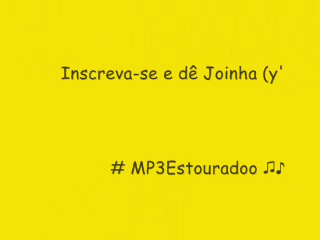 Inscreva-se e dê Joinha (y'
# MP3Estouradoo ♫♪